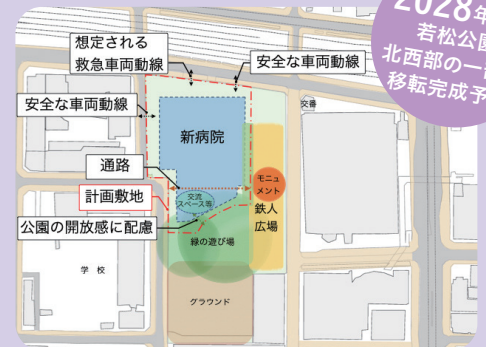 2028年
若松公園
北西部の一部
移転完成予
想定される
救急車両動線
安全な車両動線
安全な車両動線
交番
新病院
通路
計画敷地
交流
スペース等
モニュ
メント
鉄人
広場
公園の開放感に配慮
緑の遊び場
学 校
グラウンド